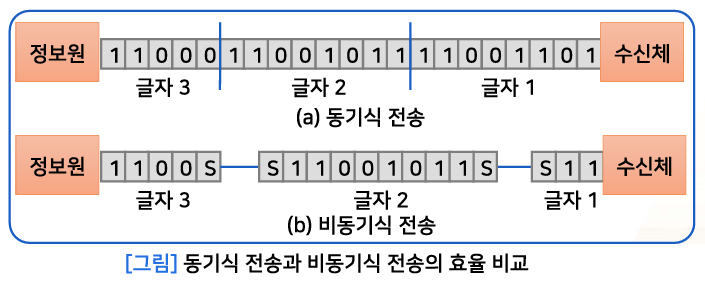 정보원 1 1 0 0 0 1 1 0 0 1 0 1 1 1 1 0 0 1 1 0 1 수신체
글자 3 글자 2 글자 1
(a) 동기식 전송
정보원 1 1 0 0 S S 1 1 0 0 1 0 1 1 S S 1 1 수신체
글자 3 글자 2 글자 1
(b) 비동기식 전송
[그림] 동기식 전송과 비동기식 전송의 효율 비교